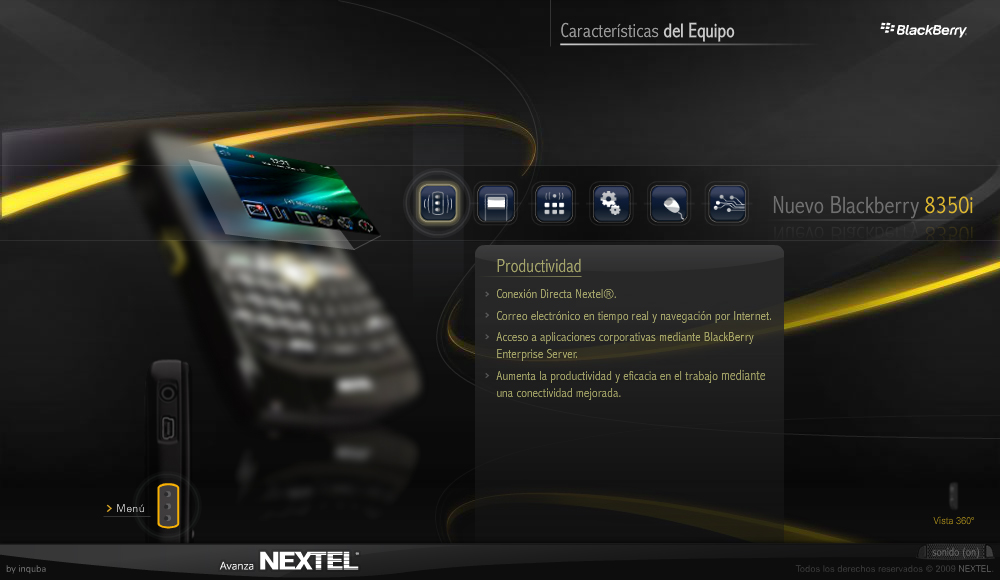 Características del Equipo
BlackBerry
Nuevo Blackberry 8350i
Productividad
Conexión Directa Nextel®.
Correo electrónico en tiempo real y navegación por Internet.
Acceso a aplicaciones corporativas mediante BlackBerry
Enterprise Server.
Aumenta la productividad y eficacia en el trabajo mediante
una conectividad mejorada.
> Menú
Vista 360°
sonido (on)
by inquba
Avanza NEXTEL
Todos los derechos reservados © 2009 NEXTEL.